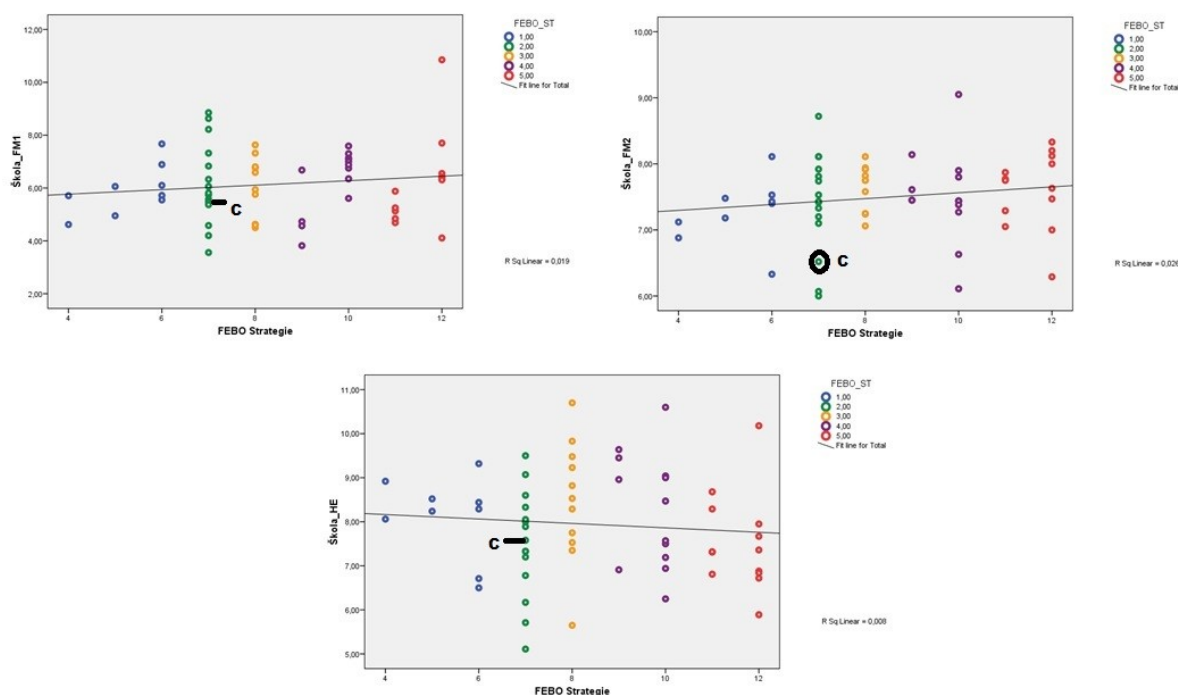 FEBO_ST
1,00
2,00
3,00
4,00
5,00
Fit line for Total
12,00
10,00
8,00
6,00
4,00
2,00
Škola_FM1
C
R Sq Linear = 0,019
4
6
8
10
12
FEBO Strategie
FEBO_ST
1,00
2,00
3,00
4,00
5,00
Fit line for Total
10,00
9,00
8,00
7,00
6,00
Škola_FM2
C
R Sq Linear = 0,026
4
6
8
10
12
FEBO Strategie
FEBO_ST
1,00
2,00
3,00
4,00
5,00
Fit line for Total
11,00
10,00
9,00
8,00
7,00
6,00
5,00
Škola_HE
C
R Sq Linear = 0,008
4
6
8
10
12
FEBO Strategie